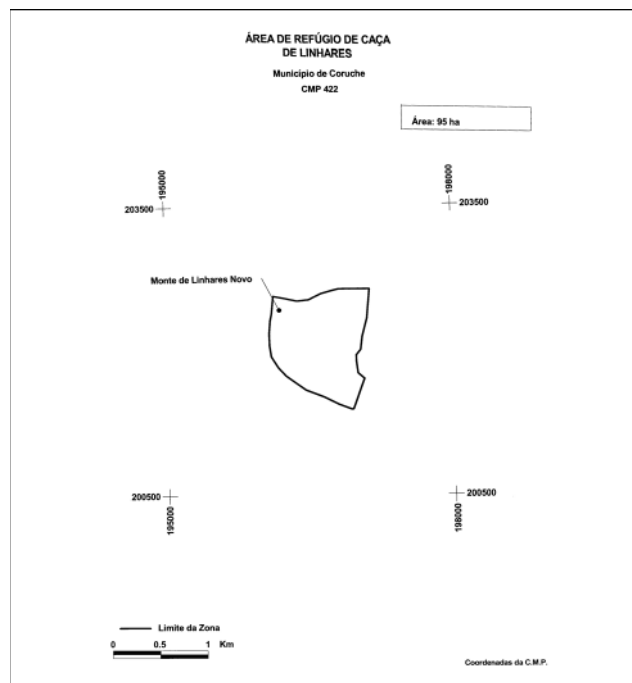 ÁREA DE REFÚGIO DE CAÇA
DE LINHARES
Municipio de Coruche
CMP 422
Área: 95 ha
195000
198000
203500
203500
Monte de Linhares Novo
200500
200500
195000
198000
Limite da Zona
0 0.5 1 Km
Coordenadas da C.M.P.